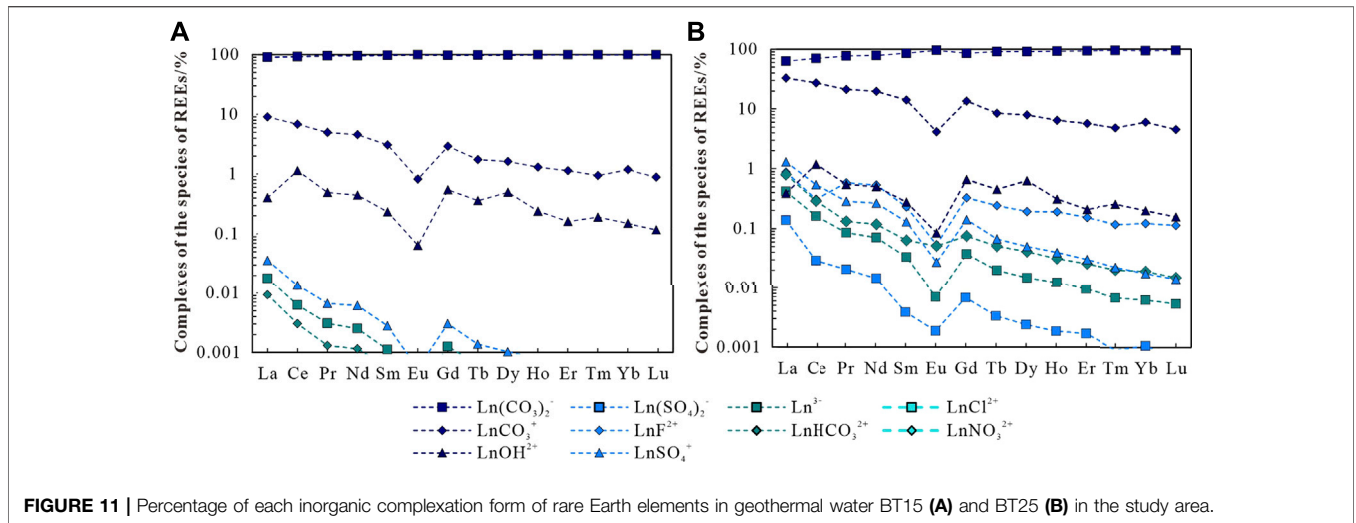 A
B
Complexes of the species of REEs/%
100
10
1
0.1
0.01
0.001
La Ce Pr Nd Sm Eu Gd Tb Dy Ho Er Tm Yb Lu
Complexes of the species of REEs/%
100
10
1
0.1
0.01
0.001
La Ce Pr Nd Sm Eu Gd Tb Dy Ho Er Tm Yb Lu
Ln(CO₃)₂⁻ Ln(SO₄)₂⁻ Ln³⁻ LnCl²⁺
LnCO₃⁺ LnF²⁺ LnHCO₃²⁺ LnNO₃²⁺
LnOH²⁺ LnSO₄⁺
FIGURE 11 | Percentage of each inorganic complexation form of rare Earth elements in geothermal water BT15 (A) and BT25 (B) in the study area.